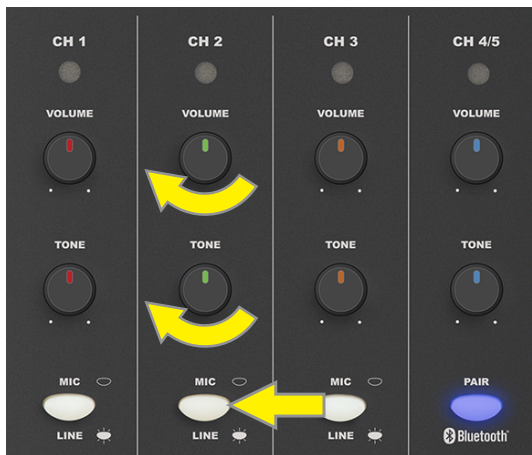 CH 1 CH 2 CH 3 CH 4/5
VOLUME VOLUME VOLUME VOLUME
TONE TONE TONE TONE
MIC MIC MIC PAIR
LINE LINE LINE Bluetooth®